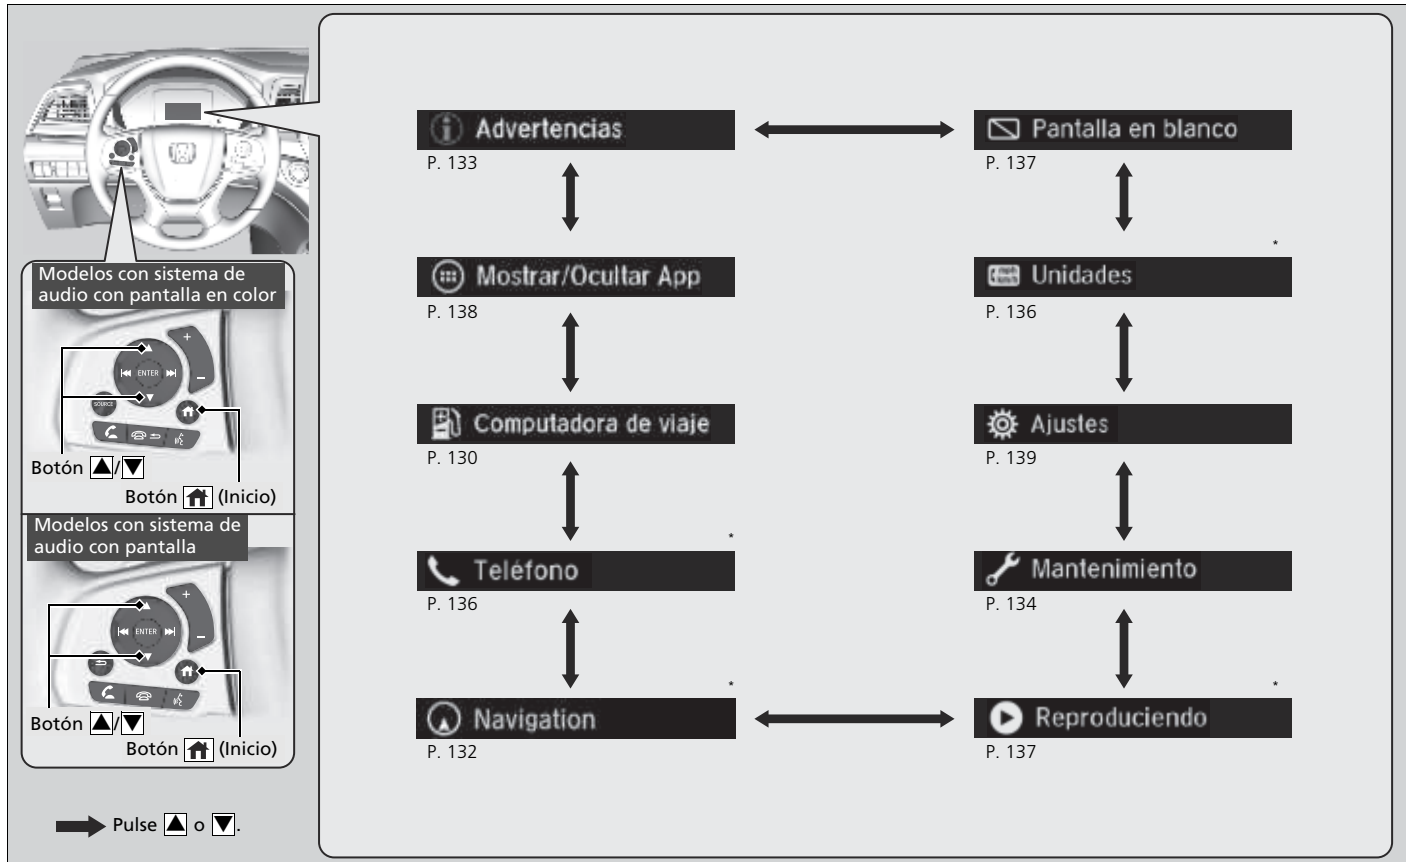 Modelos con sistema de
audio con pantalla en color
+
ENTER
−
SOURCE
Botón ▲/▼
Botón (Inicio)
Modelos con sistema de
audio con pantalla
+
ENTER
−
Botón ▲/▼
Botón (Inicio)
Pulse ▲ o ▼.
Advertencias
P. 133
Mostrar/Ocultar App
P. 138
Computadora de viaje
P. 130
*
Teléfono
P. 136
*
Navigation
P. 132
Pantalla en blanco
P. 137
*
Unidades
P. 136
Ajustes
P. 139
Mantenimiento
P. 134
*
Reproduciendo
P. 137